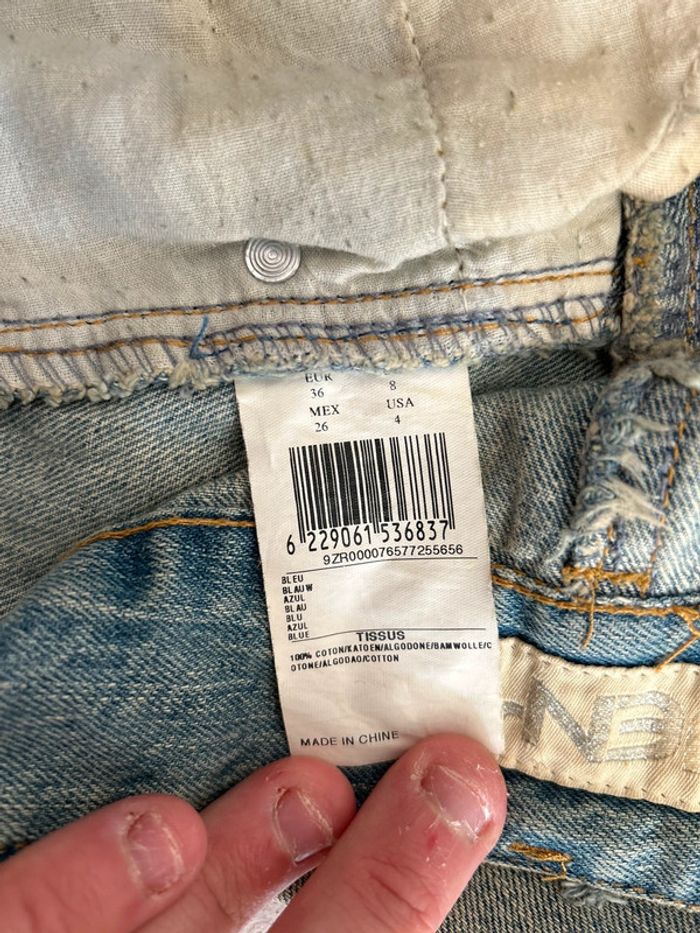 EUR 8
36
MEX USA
26 4
6 229061 536837
9ZR000076577255656
BLEU
BLAUW
AZUL
BLAU
BLU
AZUL
BLUE
TISSUS
100% COTON/KATOEN/ALGODONE/BAMWOLLE/C
OTONE/ALGODAO/COTTON
MADE IN CHINE